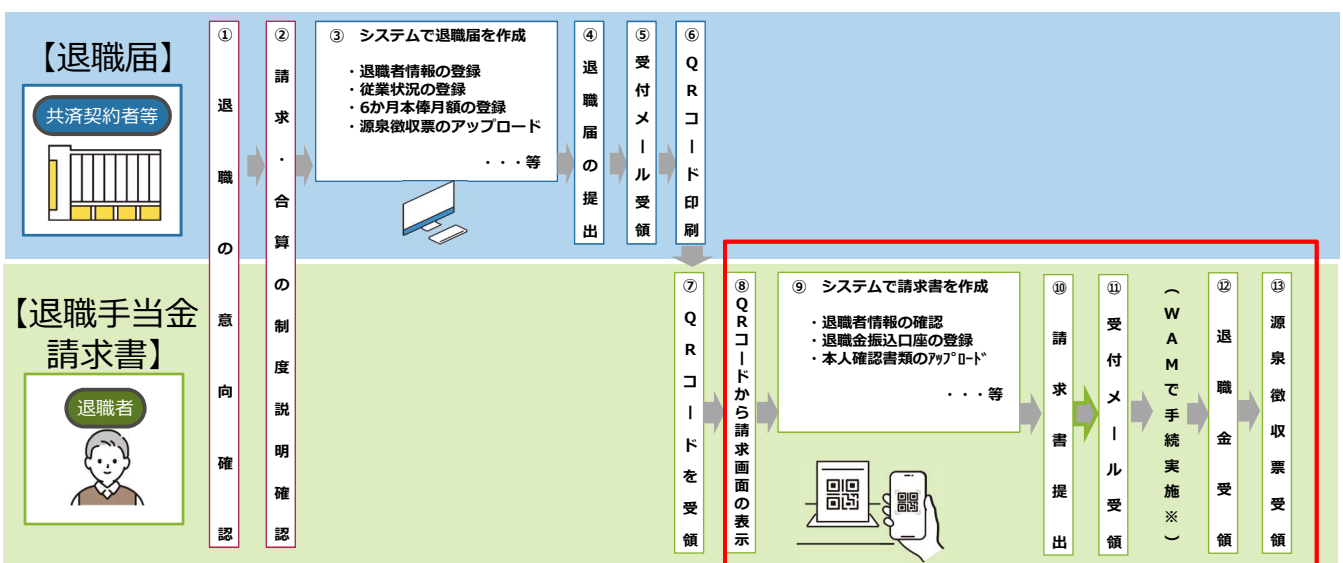 【退職届】
共済契約者等
①退職の意向確認
②請求・合算の制度説明確認
③ システムで退職届を作成
・退職者情報の登録
・従業状況の登録
・6か月本俸月額の登録
・源泉徴収票のアップロード
・・・等
④退職届の提出
⑤受付メール受領
⑥QRコード印刷
【退職手当金
請求書】
退職者
⑦QRコードを受領
⑧QRコードから請求画面の表示
⑨ システムで請求書を作成
・退職者情報の確認
・退職金振込口座の登録
・本人確認書類のｱｯﾌﾟﾛｰﾄﾞ
・・・等
⑩請求書提出
⑪受付メール受領
（WAMで手続実施※）
⑫退職金受領
⑬源泉徴収票受領